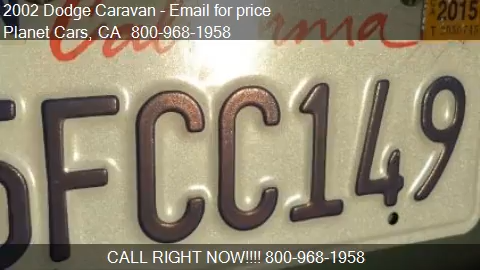 2002 Dodge Caravan - Email for price
Planet Cars, CA  800-968-1958
California
2015
5FCC149
CALL RIGHT NOW!!!! 800-968-1958